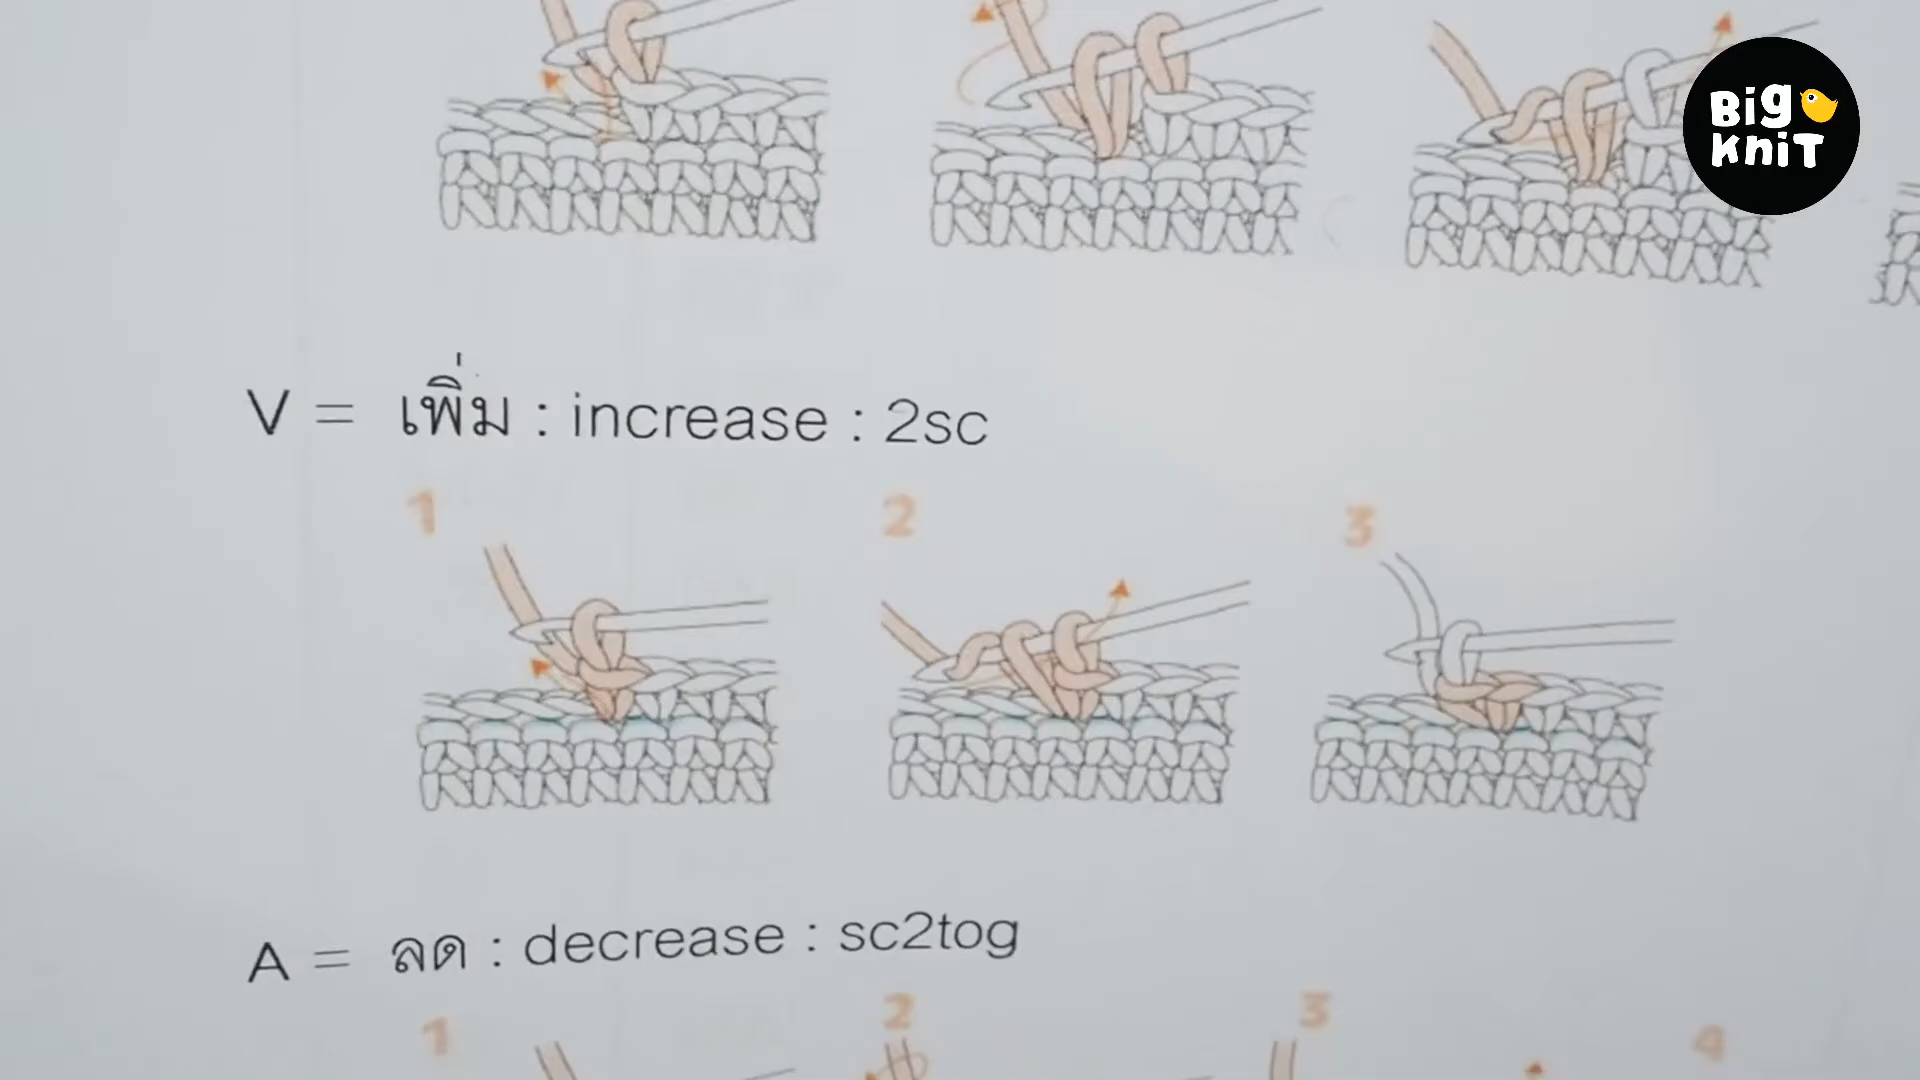 Big
kniT
V = เพิ่ม : increase : 2sc
1 2 3
A = ลด : decrease : sc2tog
1 2 3 4